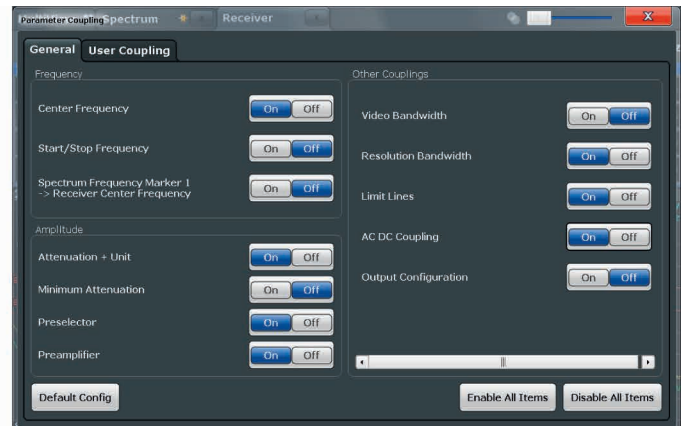 Parameter Coupling Spectrum Receiver X
General User Coupling
Frequency
Center Frequency On Off
Start/Stop Frequency On Off
Spectrum Frequency Marker 1
-> Receiver Center Frequency On Off
Amplitude
Attenuation + Unit On Off
Minimum Attenuation On Off
Preselector On Off
Preamplifier On Off
Other Couplings
Video Bandwidth On Off
Resolution Bandwidth On Off
Limit Lines On Off
AC DC Coupling On Off
Output Configuration On Off
Default Config Enable All Items Disable All Items